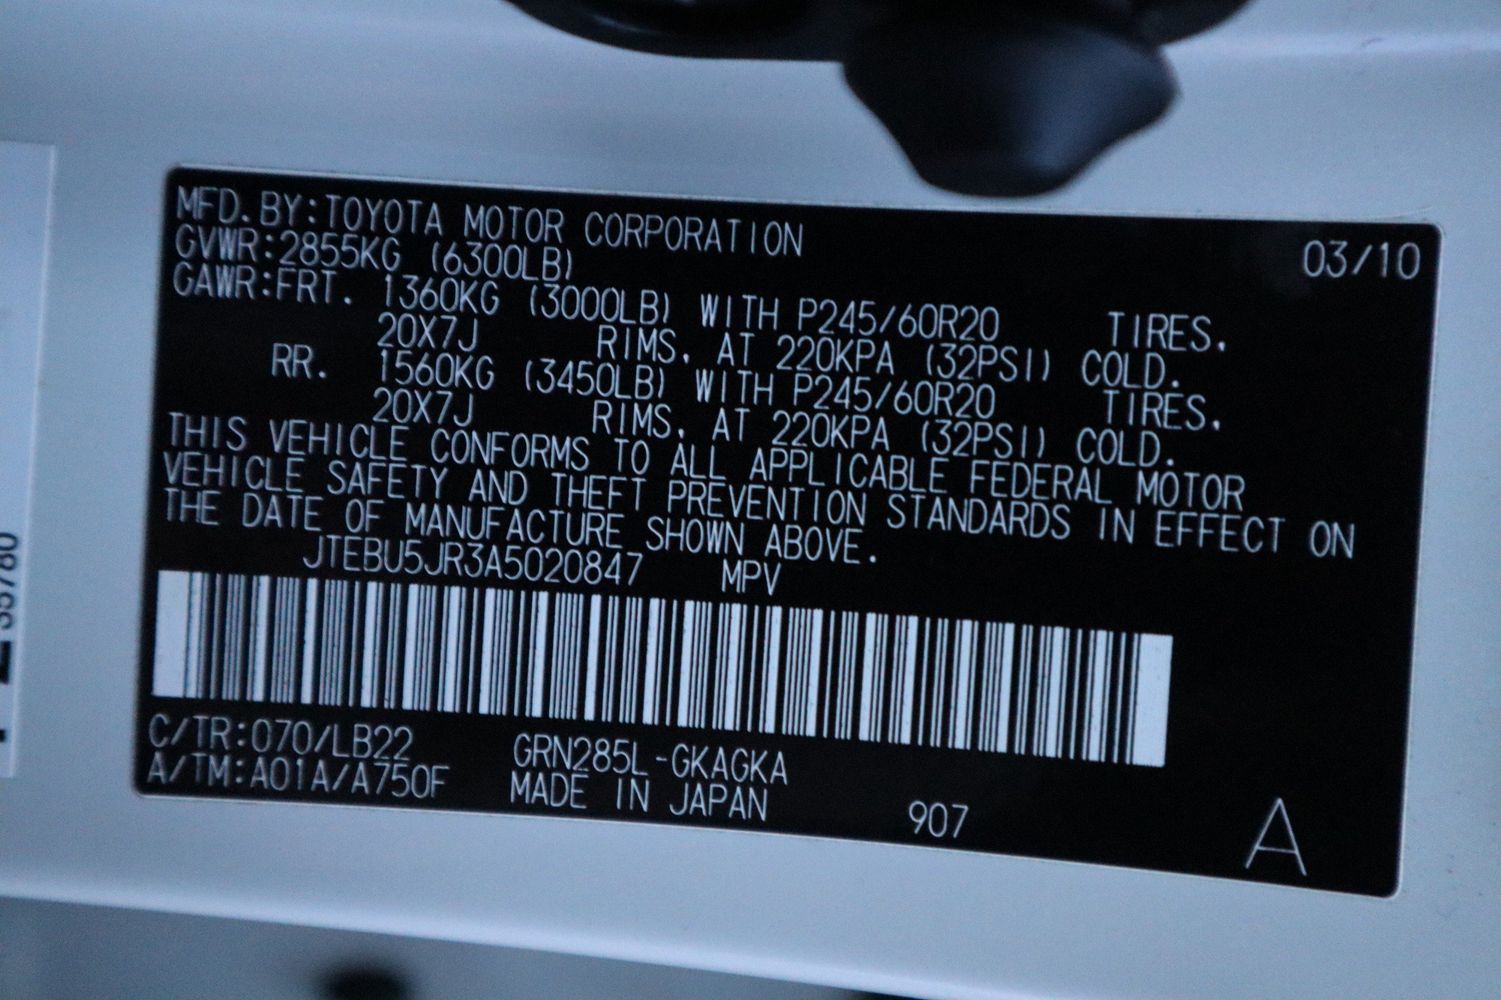 MFD.BY:TOYOTA MOTOR CORPORATION 03/10
GVWR:2855KG (6300LB)
GAWR:FRT. 1360KG (3000LB) WITH P245/60R20 TIRES,
20X7J RIMS, AT 220KPA (32PSI) COLD.
RR. 1560KG (3450LB) WITH P245/60R20 TIRES,
20X7J RIMS, AT 220KPA (32PSI) COLD.
THIS VEHICLE CONFORMS TO ALL APPLICABLE FEDERAL MOTOR
VEHICLE SAFETY AND THEFT PREVENTION STANDARDS IN EFFECT ON
THE DATE OF MANUFACTURE SHOWN ABOVE.
JTEBU5JR3A5020847 MPV
C/TR:070/LB22 GRN285L-GKAGKA
A/TM:A01A/A750F MADE IN JAPAN 907 A